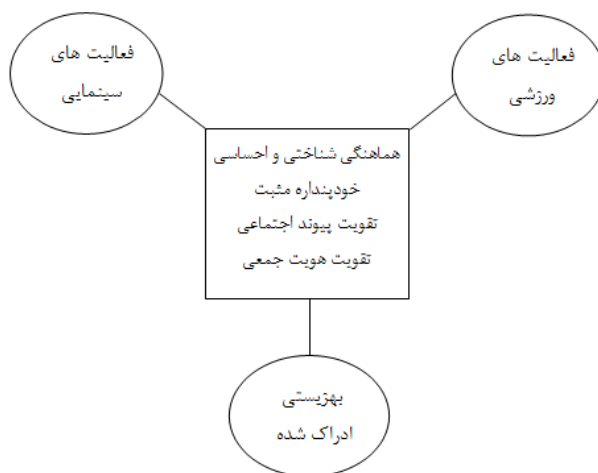 فعالیت های
ورزشی
فعالیت های
سینمایی
هماهنگی شناختی و احساسی
خودپنداره مثبت
تقویت پیوند اجتماعی
تقویت هویت جمعی
بهزیستی
ادراک شده